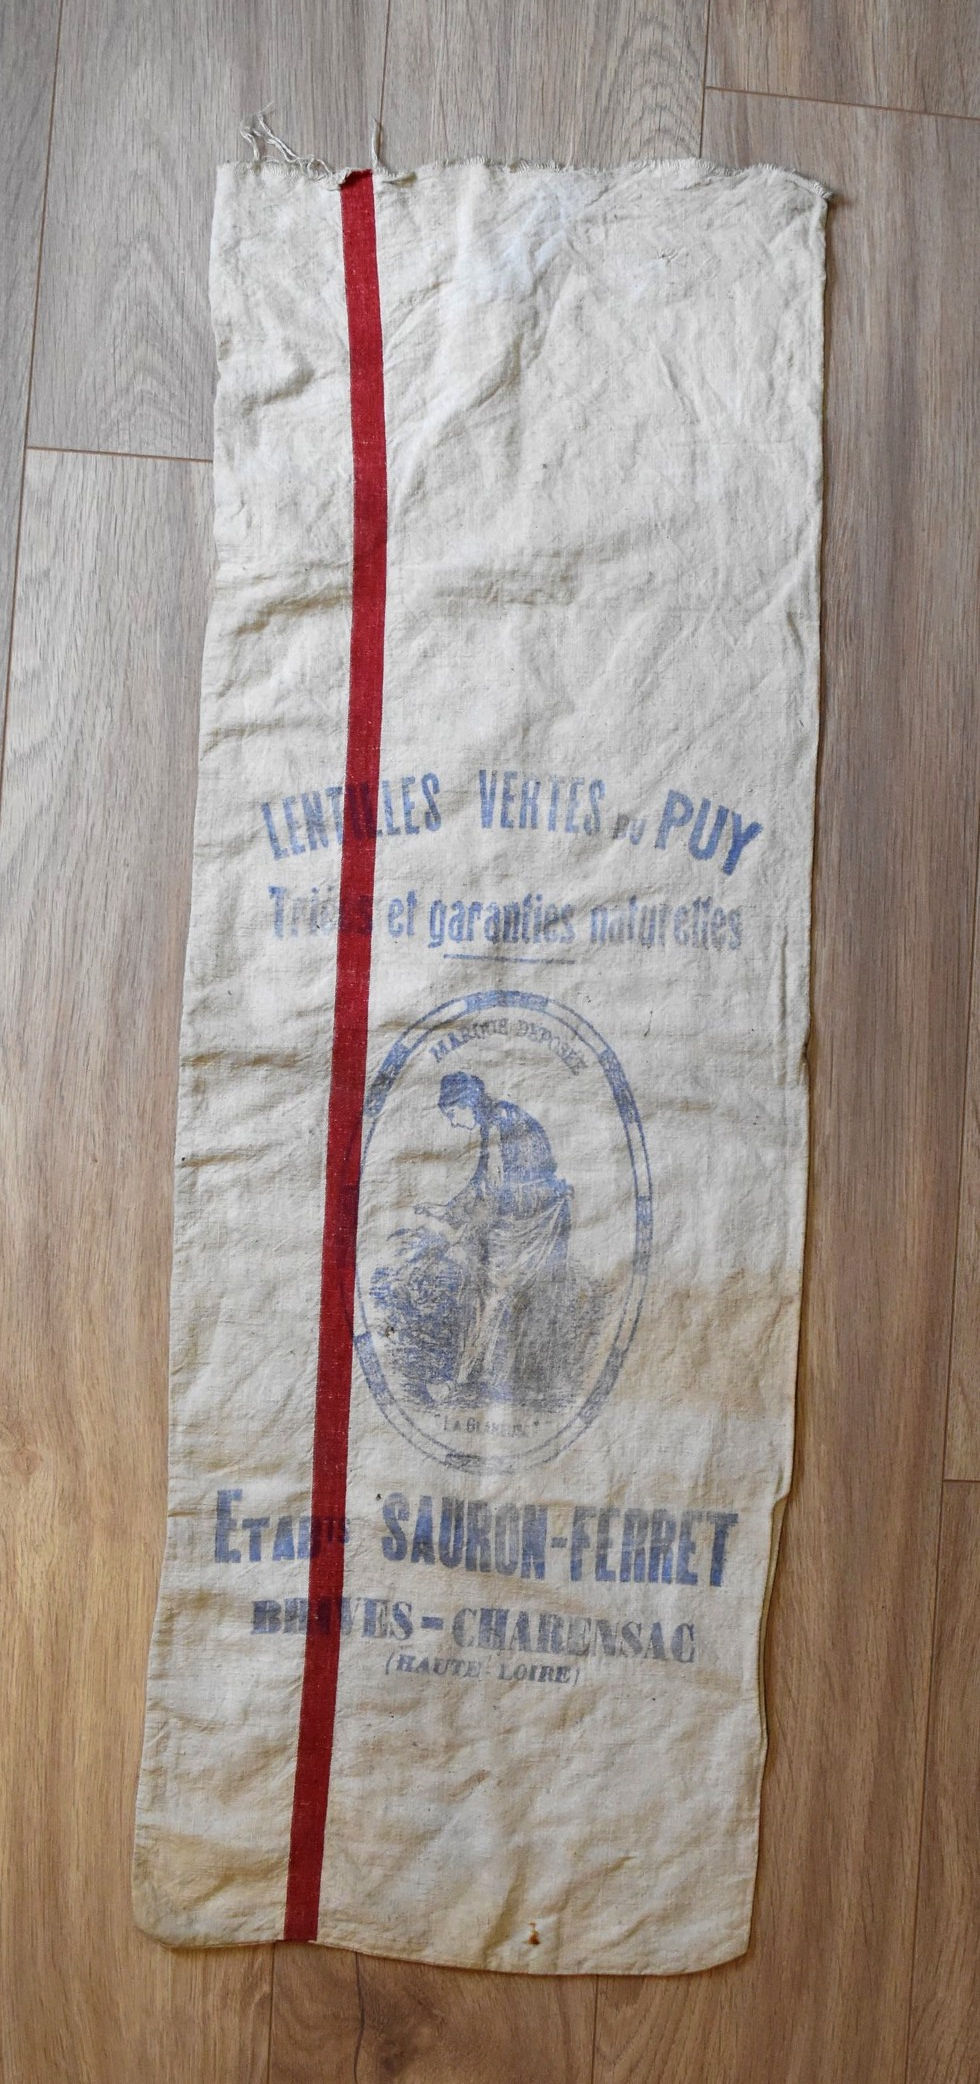 LENTILLES VERTES DU PUY
Triées et garanties naturelles
MARQUE DÉPOSÉE
"LA GLANEUSE"
ETABts SAURON-FERRET
BRIVES-CHARENSAC
(HAUTE-LOIRE)